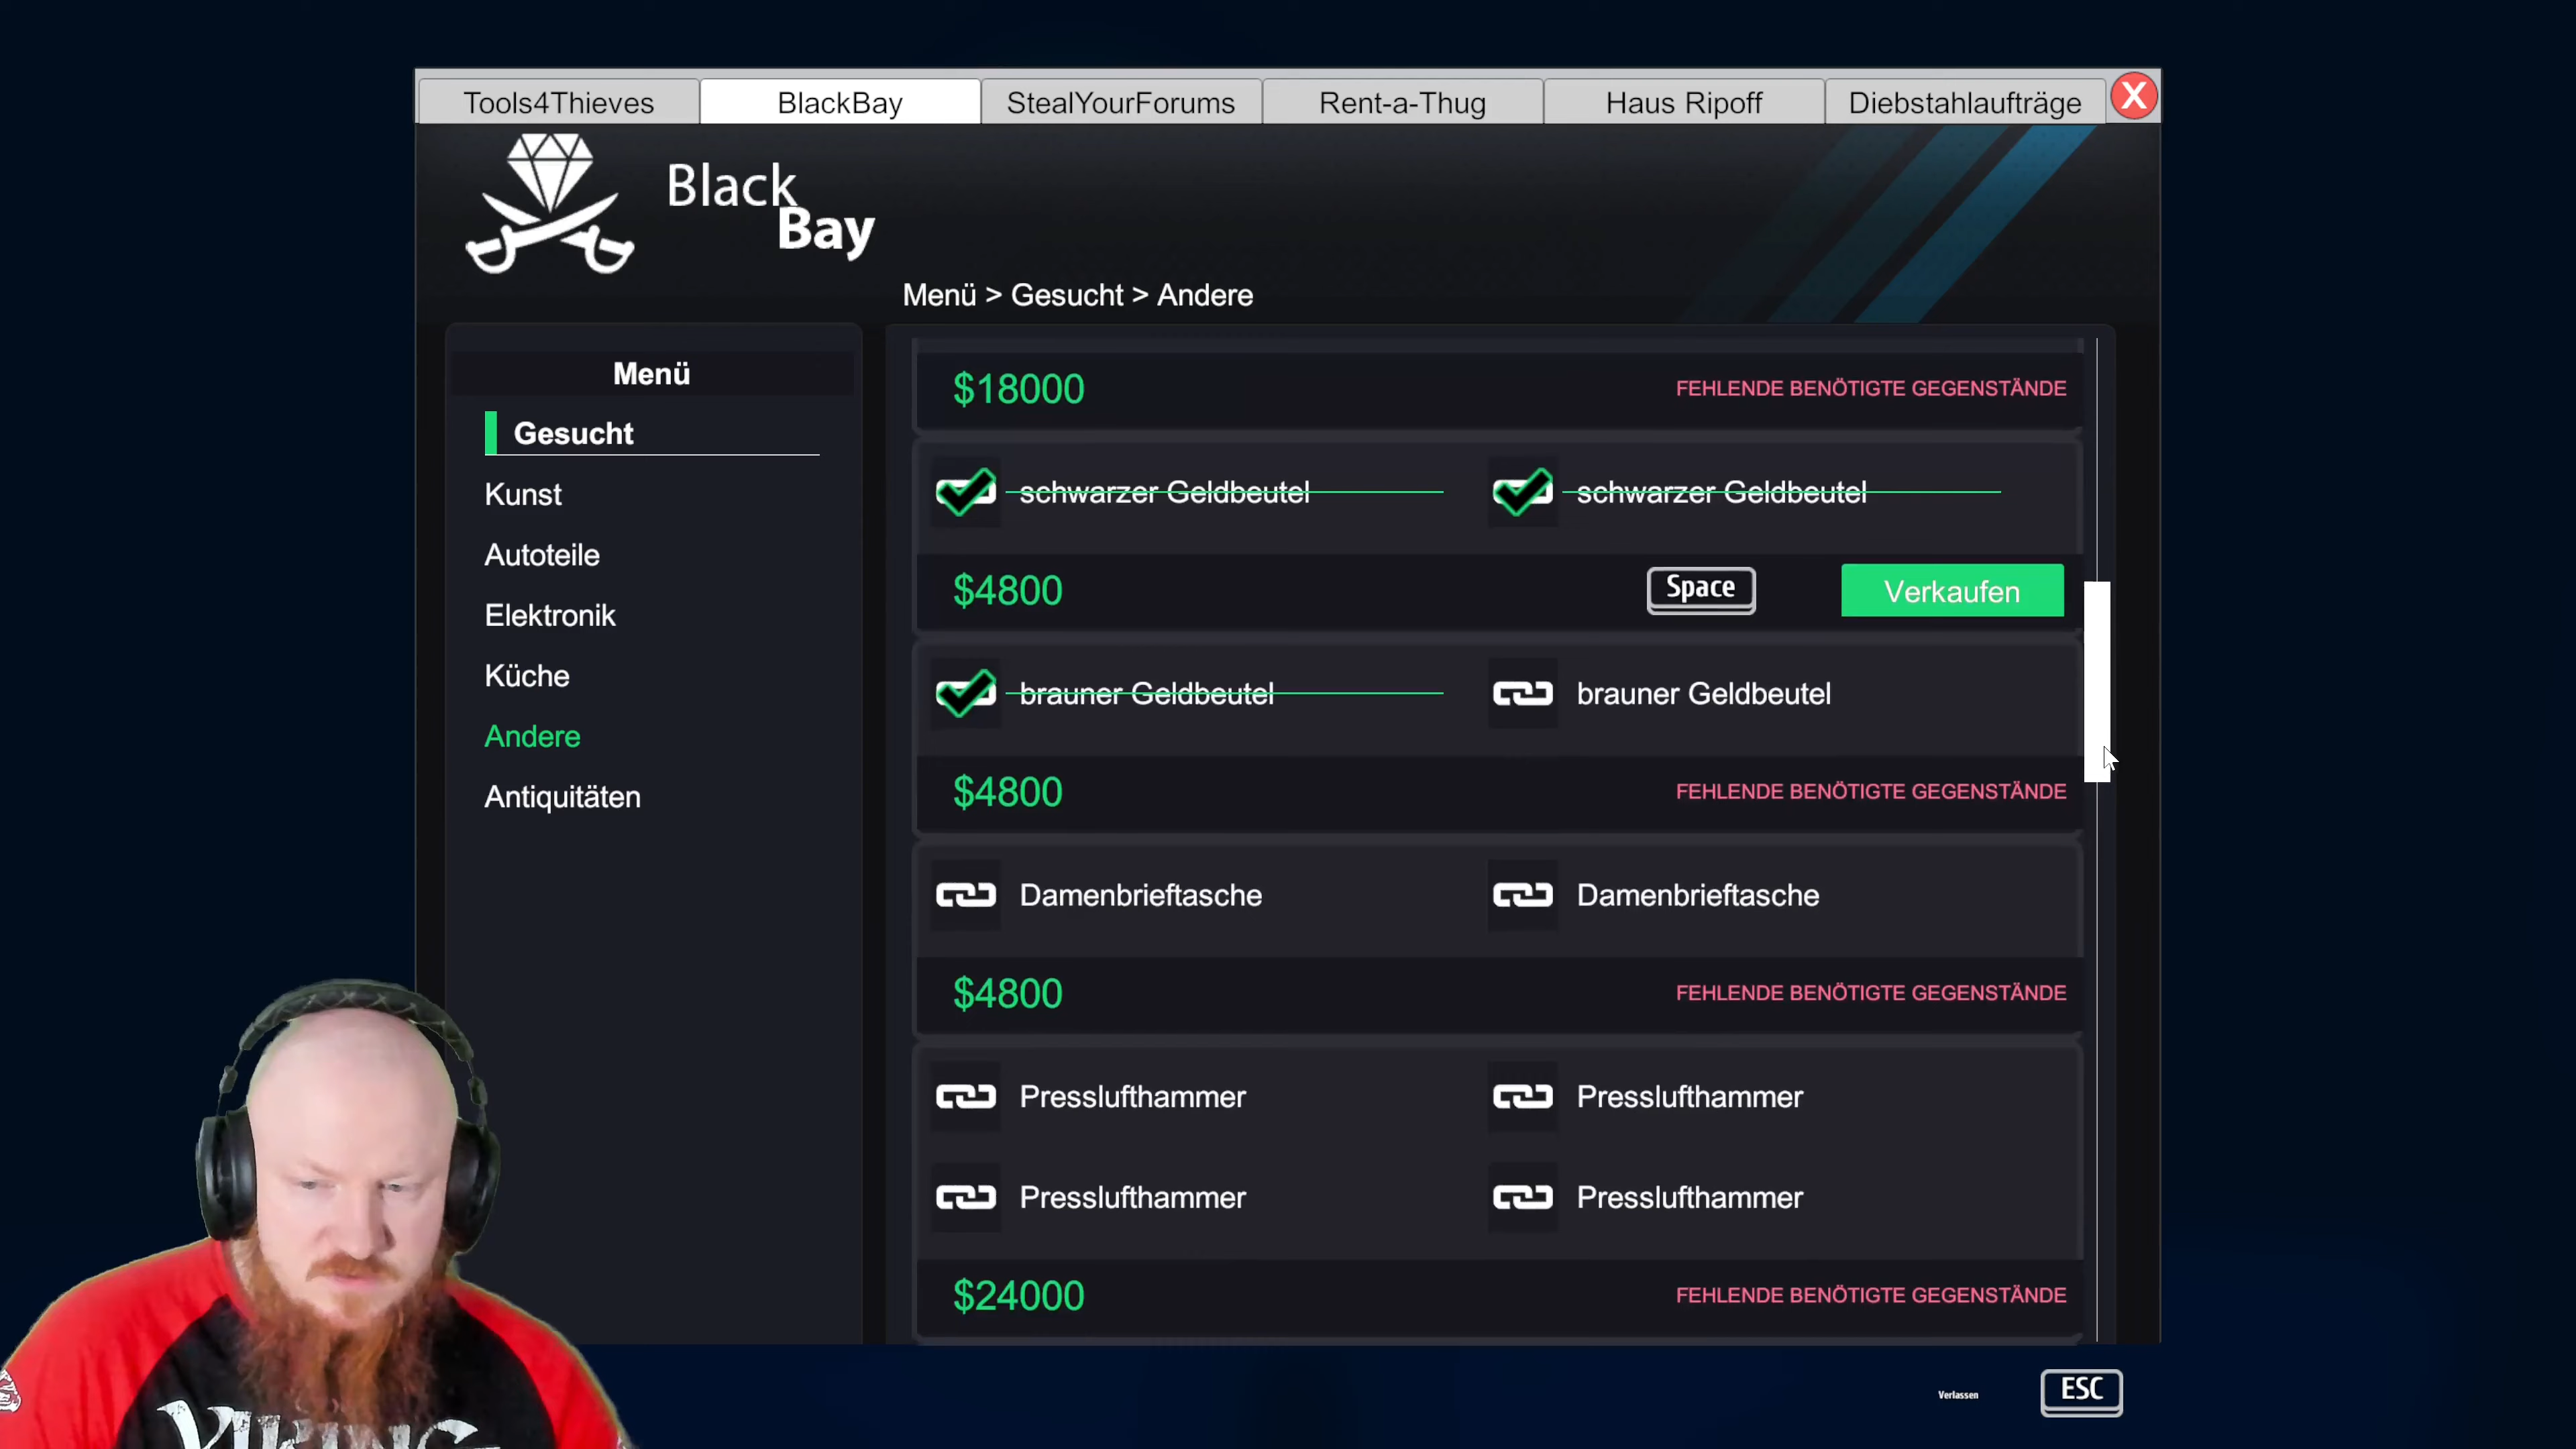 Tools4Thieves
BlackBay
StealYourForums
Rent-a-Thug
Haus Ripoff
Diebstahlaufträge
X
Black
Bay
Menü > Gesucht > Andere
Menü
Gesucht
Kunst
Autoteile
Elektronik
Küche
Andere
Antiquitäten
$18000
FEHLENDE BENÖTIGTE GEGENSTÄNDE
schwarzer Geldbeutel
schwarzer Geldbeutel
$4800
Space
Verkaufen
brauner Geldbeutel
brauner Geldbeutel
$4800
FEHLENDE BENÖTIGTE GEGENSTÄNDE
Damenbrieftasche
Damenbrieftasche
$4800
FEHLENDE BENÖTIGTE GEGENSTÄNDE
Presslufthammer
Presslufthammer
Presslufthammer
Presslufthammer
$24000
FEHLENDE BENÖTIGTE GEGENSTÄNDE
Verlassen
ESC
VIKING